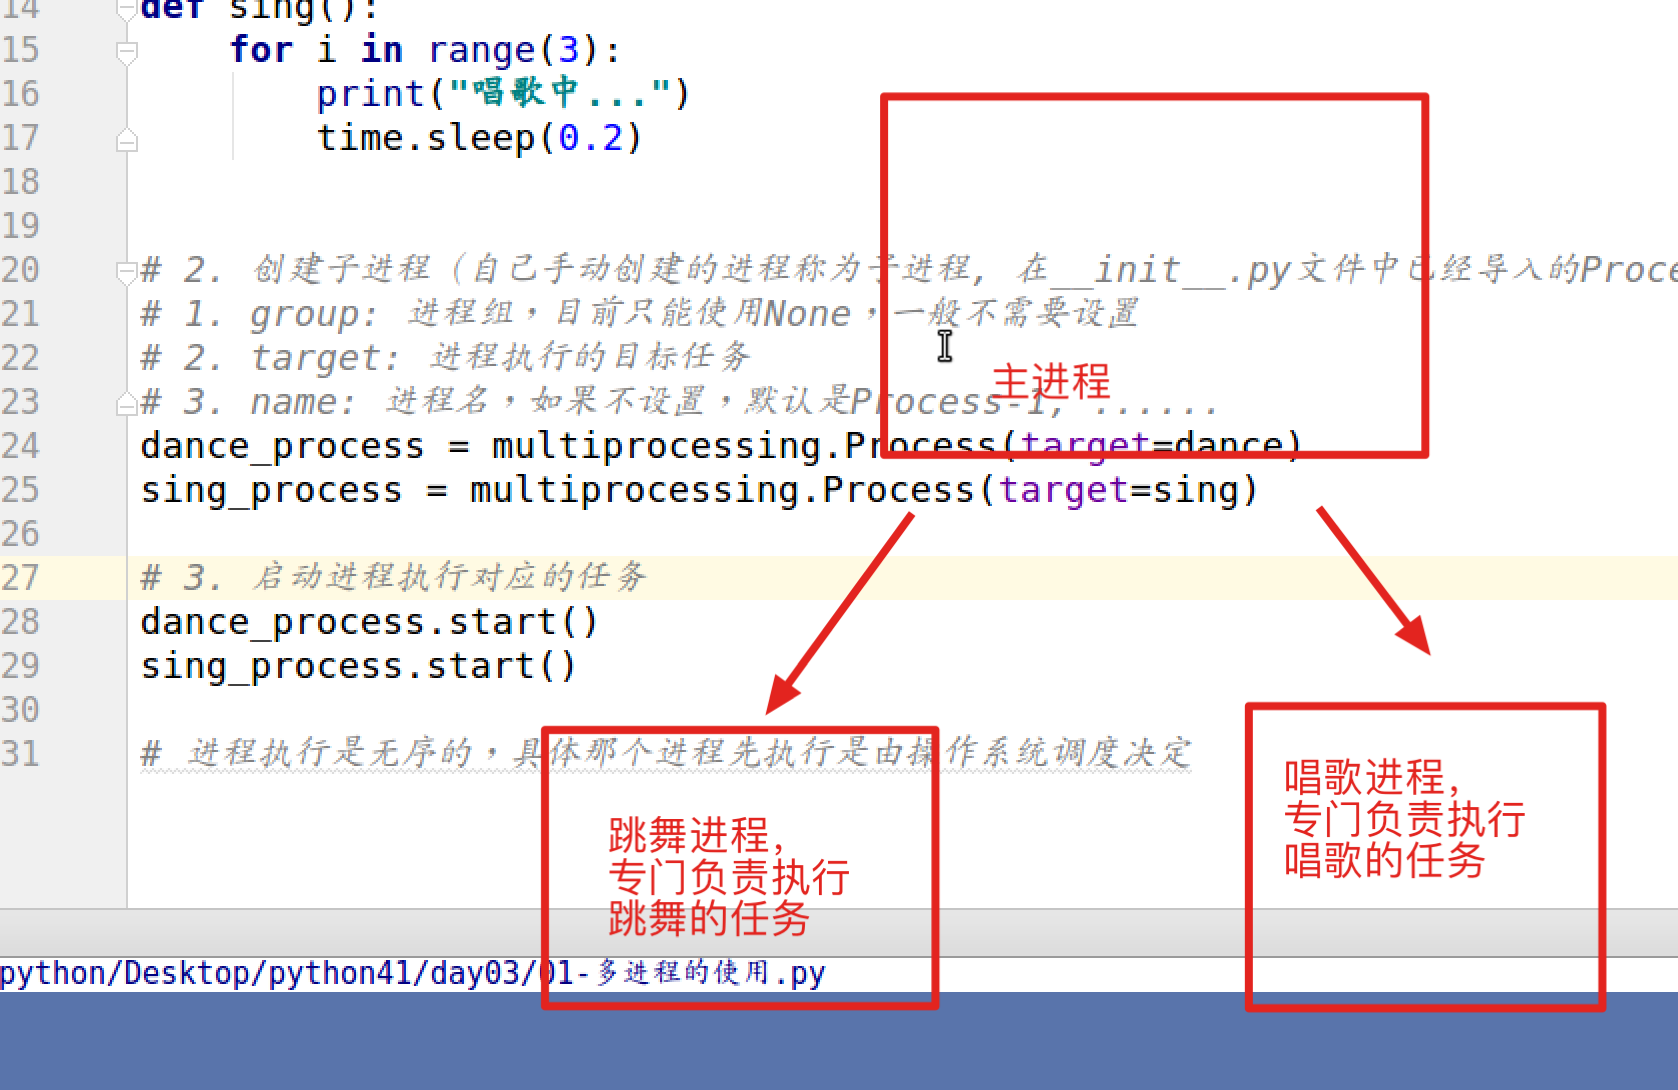 14 def sing():
15 for i in range(3):
16 print("唱歌中...")
17 time.sleep(0.2)
18
19
20 # 2. 创建子进程（自己手动创建的进程称为子进程, 在__init__.py文件中已经导入的Proce
21 # 1. group: 进程组，目前只能使用None，一般不需要设置
22 # 2. target: 进程执行的目标任务
主进程
23 # 3. name: 进程名，如果不设置，默认是Process-1, ......
24 dance_process = multiprocessing.Process(target=dance)
25 sing_process = multiprocessing.Process(target=sing)
26
27 # 3. 启动进程执行对应的任务
28 dance_process.start()
29 sing_process.start()
30
31 # 进程执行是无序的，具体那个进程先执行是由操作系统调度决定
跳舞进程,
专门负责执行
跳舞的任务
唱歌进程,
专门负责执行
唱歌的任务
python/Desktop/python41/day03/01-多进程的使用.py